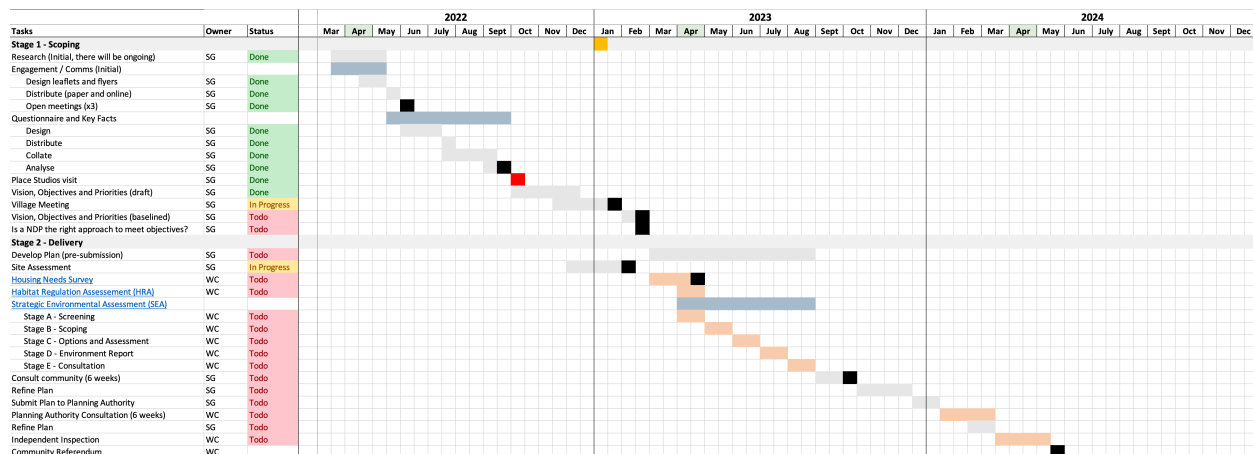 2022 2023 2024
Tasks Owner Status Mar Apr May Jun July Aug Sept Oct Nov Dec Jan Feb Mar Apr May Jun July Aug Sept Oct Nov Dec Jan Feb Mar Apr May Jun July Aug Sept Oct Nov Dec
Stage 1 - Scoping
Research (Initial, there will be ongoing) SG Done
Engagement / Comms (Initial)
Design leaflets and flyers SG Done
Distribute (paper and online) SG Done
Open meetings (x3) SG Done
Questionnaire and Key Facts
Design SG Done
Distribute SG Done
Collate SG Done
Analyse SG Done
Place Studios visit SG Done
Vision, Objectives and Priorities (draft) SG Done
Village Meeting SG In Progress
Vision, Objectives and Priorities (baselined) SG Todo
Is a NDP the right approach to meet objectives? SG Todo
Stage 2 - Delivery
Develop Plan (pre-submission) SG Todo
Site Assessment SG In Progress
Housing Needs Survey WC Todo
Habitat Regulation Assessement (HRA) WC Todo
Strategic Environmental Assessment (SEA)
Stage A - Screening WC Todo
Stage B - Scoping WC Todo
Stage C - Options and Assessment WC Todo
Stage D - Environment Report WC Todo
Stage E - Consultation WC Todo
Consult community (6 weeks) SG Todo
Refine Plan SG Todo
Submit Plan to Planning Authority SG Todo
Planning Authority Consultation (6 weeks) WC Todo
Refine Plan SG Todo
Independent Inspection WC Todo
Community Referendum WC